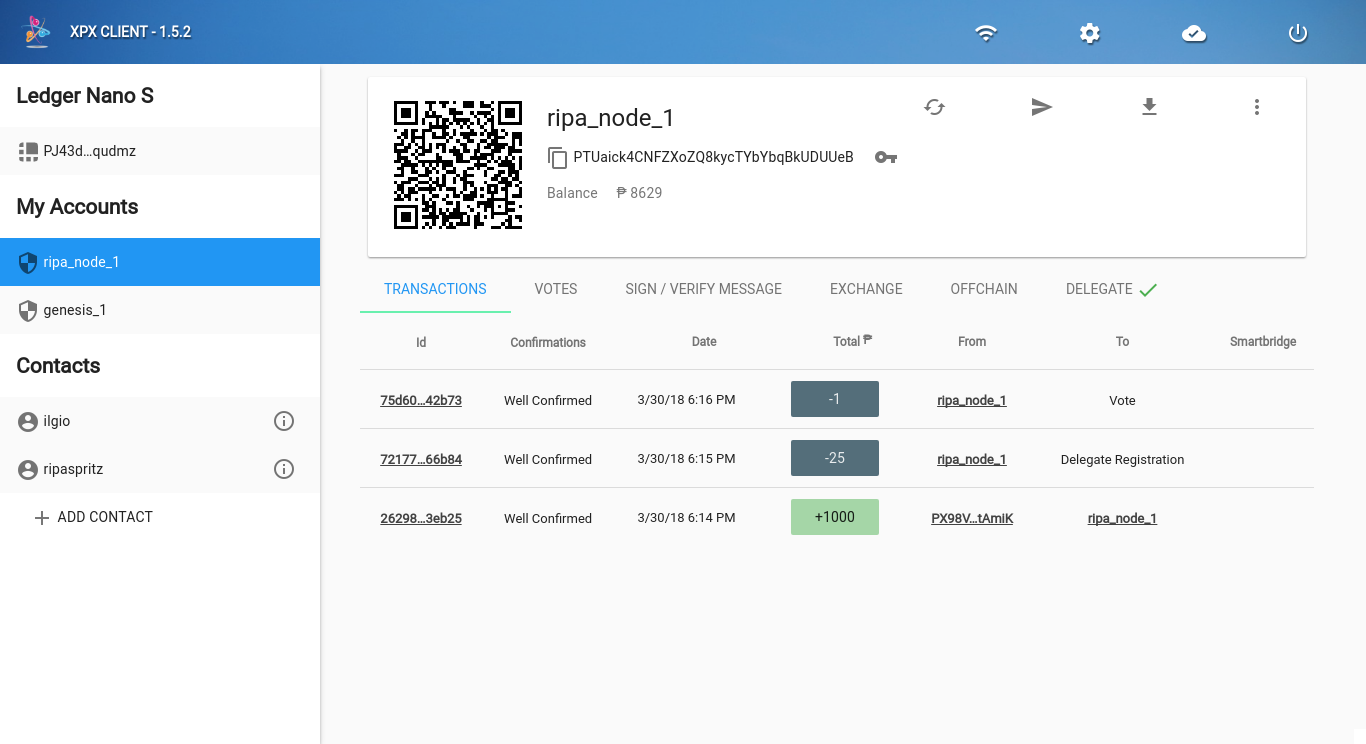 XPX CLIENT - 1.5.2
Ledger Nano S
PJ43d...qudmz
My Accounts
ripa_node_1
genesis_1
Contacts
ilgio
ripaspritz
ADD CONTACT
ripa_node_1
PTUaick4CNFZXoZQ8kycTYbYbqBkUDUUeB
Balance ₱ 8629
TRANSACTIONS VOTES SIGN / VERIFY MESSAGE EXCHANGE OFFCHAIN DELEGATE
Id Confirmations Date Total ₱ From To Smartbridge
75d60...42b73 Well Confirmed 3/30/18 6:16 PM -1 ripa_node_1 Vote
72177...66b84 Well Confirmed 3/30/18 6:15 PM -25 ripa_node_1 Delegate Registration
26298...3eb25 Well Confirmed 3/30/18 6:14 PM +1000 PX98V...tAmiK ripa_node_1